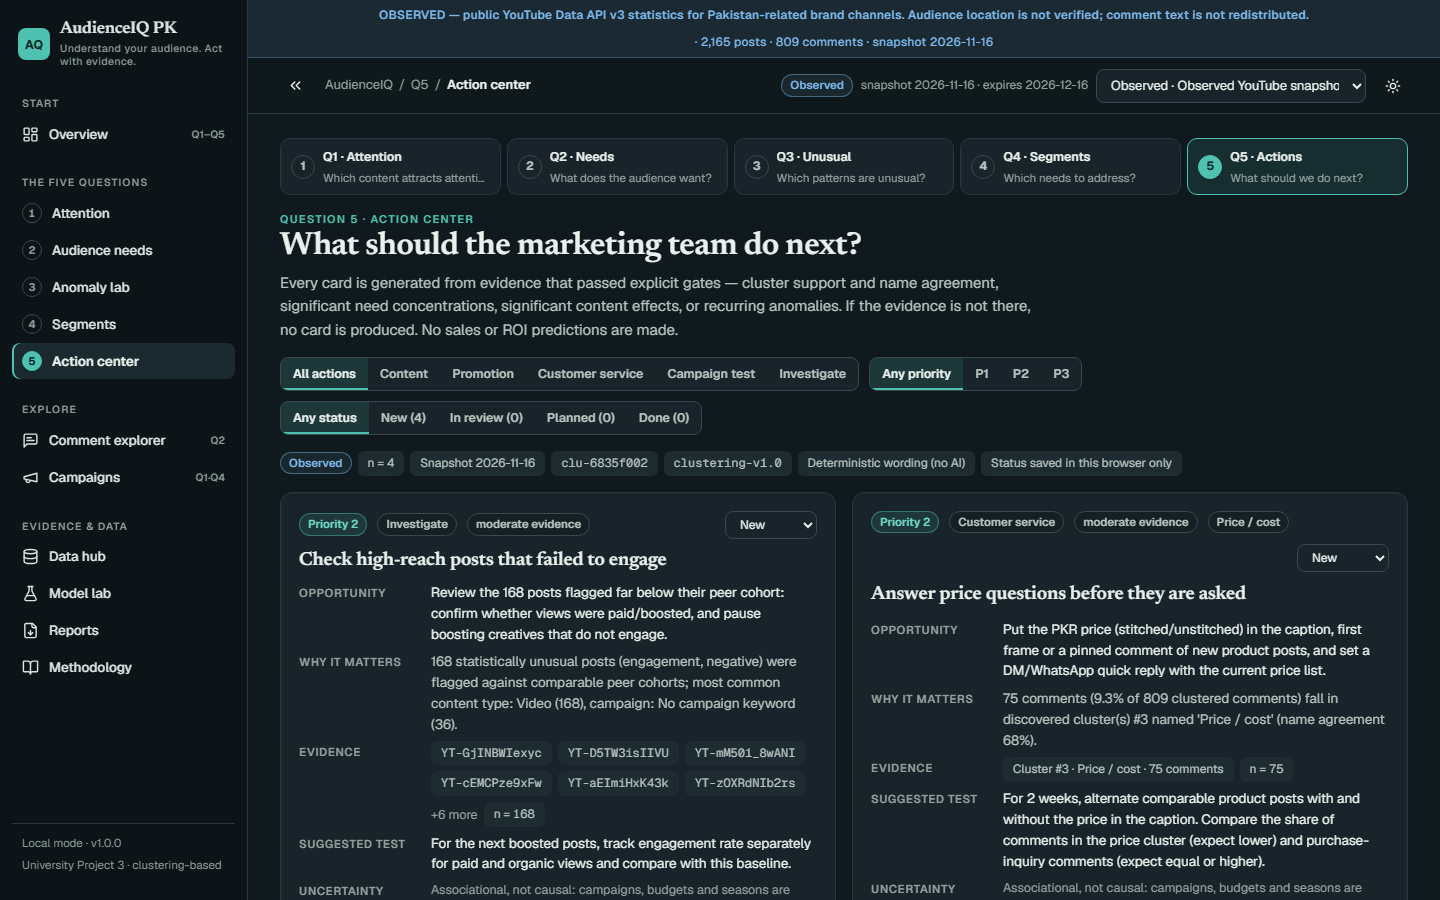 AQ
AudienceIQ PK
Understand your audience. Act
with evidence.
START
Overview
Q1–Q5
THE FIVE QUESTIONS
1
Attention
2
Audience needs
3
Anomaly lab
4
Segments
5
Action center
EXPLORE
Comment explorer
Q2
Campaigns
Q1-Q4
EVIDENCE & DATA
Data hub
Model lab
Reports
Methodology
Local mode · v1.0.0
University Project 3 · clustering-based
OBSERVED — public YouTube Data API v3 statistics for Pakistan-related brand channels. Audience location is not verified; comment text is not redistributed.
· 2,165 posts · 809 comments · snapshot 2026-11-16
AudienceIQ / Q5 / Action center
Observed
snapshot 2026-11-16 · expires 2026-12-16
Observed · Observed YouTube snapsho
1
Q1 · Attention
Which content attracts attenti...
2
Q2 · Needs
What does the audience want?
3
Q3 · Unusual
Which patterns are unusual?
4
Q4 · Segments
Which needs to address?
5
Q5 · Actions
What should we do next?
QUESTION 5 · ACTION CENTER
What should the marketing team do next?
Every card is generated from evidence that passed explicit gates — cluster support and name agreement,
significant need concentrations, significant content effects, or recurring anomalies. If the evidence is not there,
no card is produced. No sales or ROI predictions are made.
All actions
Content
Promotion
Customer service
Campaign test
Investigate
Any priority
P1
P2
P3
Any status
New (4)
In review (0)
Planned (0)
Done (0)
Observed
n = 4
Snapshot 2026-11-16
clu-6835f002
clustering-v1.0
Deterministic wording (no AI)
Status saved in this browser only
Priority 2
Investigate
moderate evidence
New
Check high-reach posts that failed to engage
OPPORTUNITY
Review the 168 posts flagged far below their peer cohort:
confirm whether views were paid/boosted, and pause
boosting creatives that do not engage.
WHY IT MATTERS
168 statistically unusual posts (engagement, negative) were
flagged against comparable peer cohorts; most common
content type: Video (168), campaign: No campaign keyword
(36).
EVIDENCE
YT-GjINBWIexyc
YT-D5TW3isIIVU
YT-mM501_8wANI
YT-cEMCPze9xFw
YT-aEImiHxK43k
YT-zOXRdNIb2rs
+6 more
n = 168
SUGGESTED TEST
For the next boosted posts, track engagement rate separately
for paid and organic views and compare with this baseline.
UNCERTAINTY
Associational, not causal: campaigns, budgets and seasons are
Priority 2
Customer service
moderate evidence
Price / cost
New
Answer price questions before they are asked
OPPORTUNITY
Put the PKR price (stitched/unstitched) in the caption, first
frame or a pinned comment of new product posts, and set a
DM/WhatsApp quick reply with the current price list.
WHY IT MATTERS
75 comments (9.3% of 809 clustered comments) fall in
discovered cluster(s) #3 named 'Price / cost' (name agreement
68%).
EVIDENCE
Cluster #3 · Price / cost · 75 comments
n = 75
SUGGESTED TEST
For 2 weeks, alternate comparable product posts with and
without the price in the caption. Compare the share of
comments in the price cluster (expect lower) and purchase-
inquiry comments (expect equal or higher).
UNCERTAINTY
Associational, not causal: campaigns, budgets and seasons are